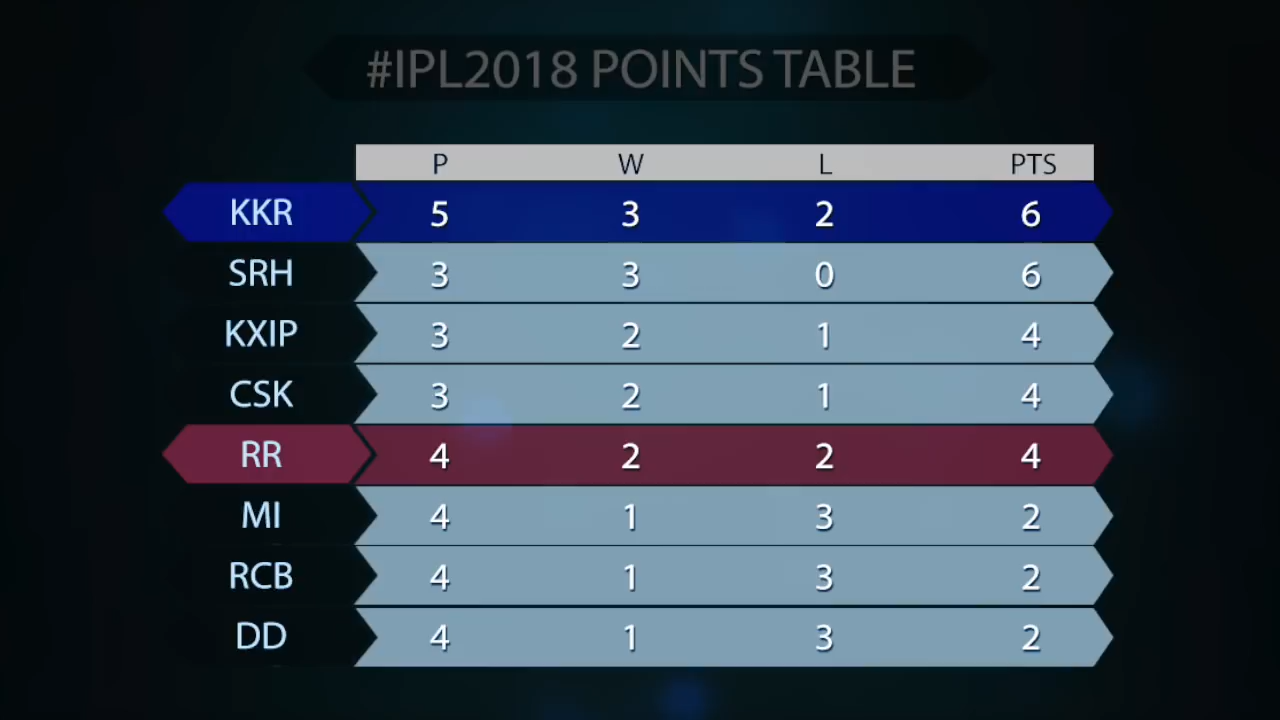 #IPL2018 POINTS TABLE
P W L PTS
KKR 5 3 2 6
SRH 3 3 0 6
KXIP 3 2 1 4
CSK 3 2 1 4
RR 4 2 2 4
MI 4 1 3 2
RCB 4 1 3 2
DD 4 1 3 2